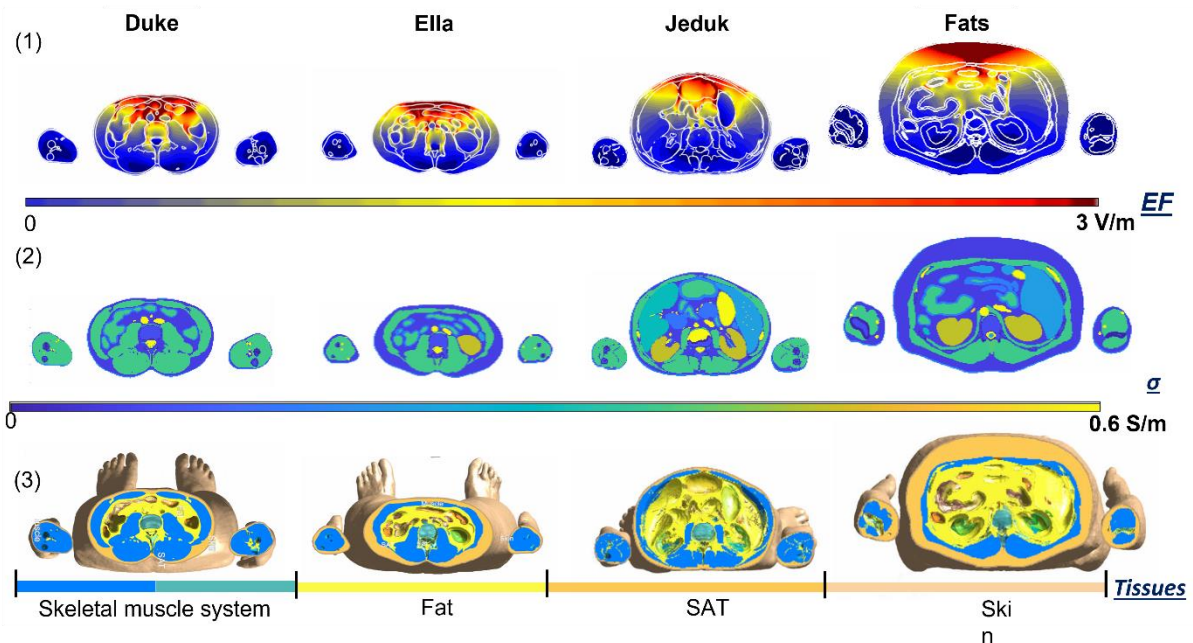 Duke Ella Jeduk Fats
(1)
EF
0 3 V/m
(2)
σ
0 0.6 S/m
(3)
SAT
Tissues
Skeletal muscle system Fat SAT Ski
n